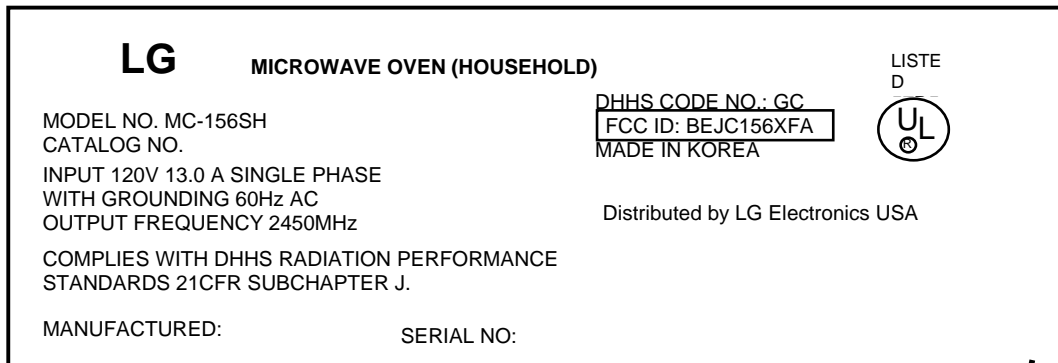 LG MICROWAVE OVEN (HOUSEHOLD)
LISTE
D
UL
®
MODEL NO. MC-156SH
CATALOG NO.
DHHS CODE NO.: GC
FCC ID: BEJC156XFA
MADE IN KOREA
INPUT 120V 13.0 A SINGLE PHASE
WITH GROUNDING 60Hz AC
OUTPUT FREQUENCY 2450MHz
Distributed by LG Electronics USA
COMPLIES WITH DHHS RADIATION PERFORMANCE
STANDARDS 21CFR SUBCHAPTER J.
MANUFACTURED:
SERIAL NO: